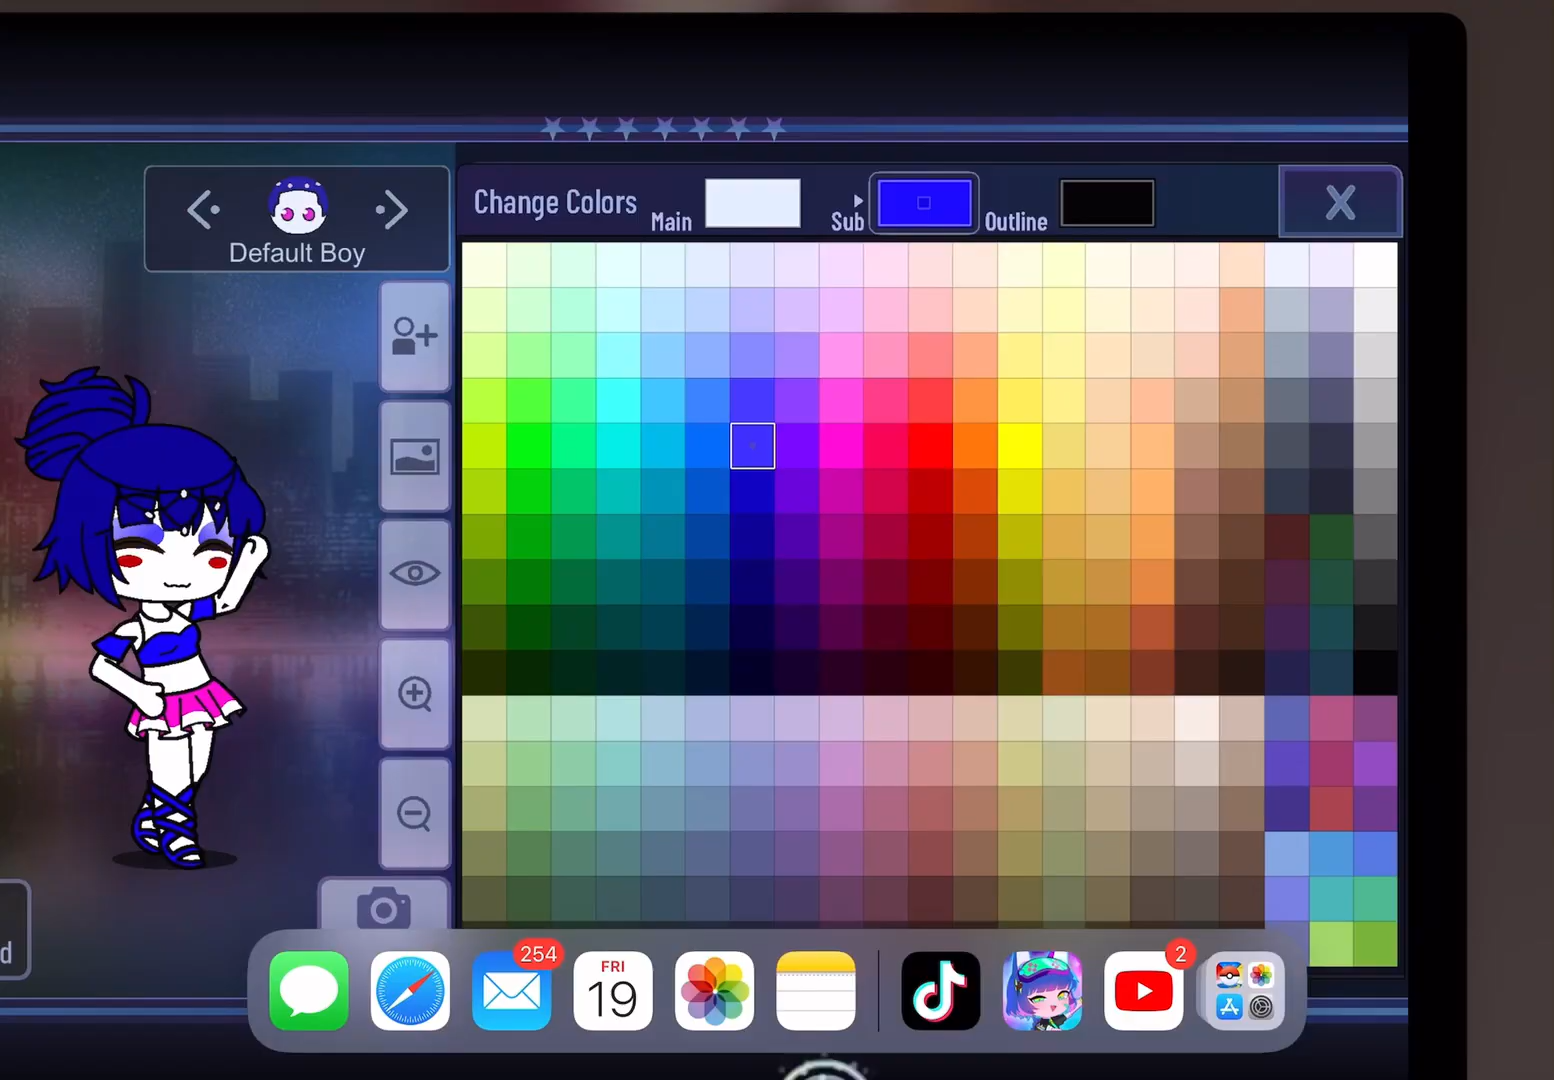 Change Colors
Main
Sub
Outline
X
Default Boy
d
254
FRI
19
2